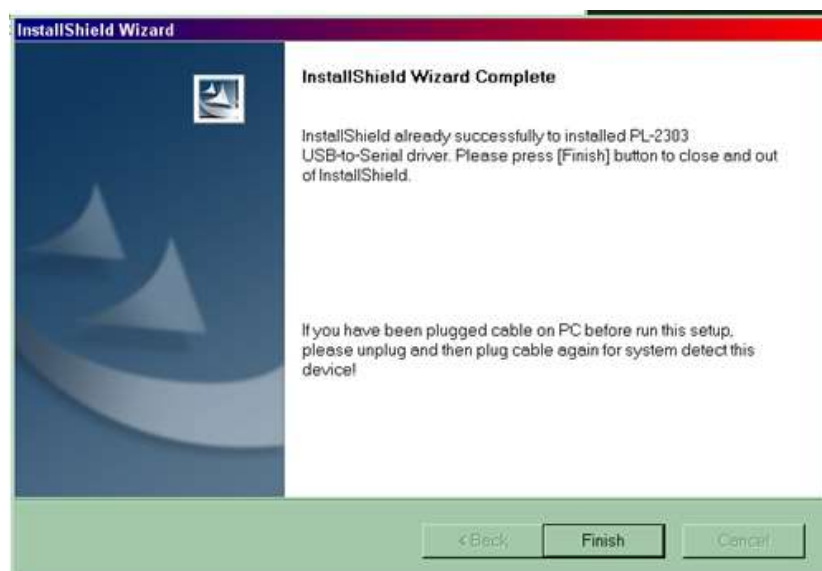 InstallShield Wizard
InstallShield Wizard Complete
InstallShield already successfully to installed PL-2303
USB-to-Serial driver. Please press [Finish] button to close and out
of InstallShield.
If you have been plugged cable on PC before run this setup,
please unplug and then plug cable again for system detect this
device!
< Back
Finish
Cancel